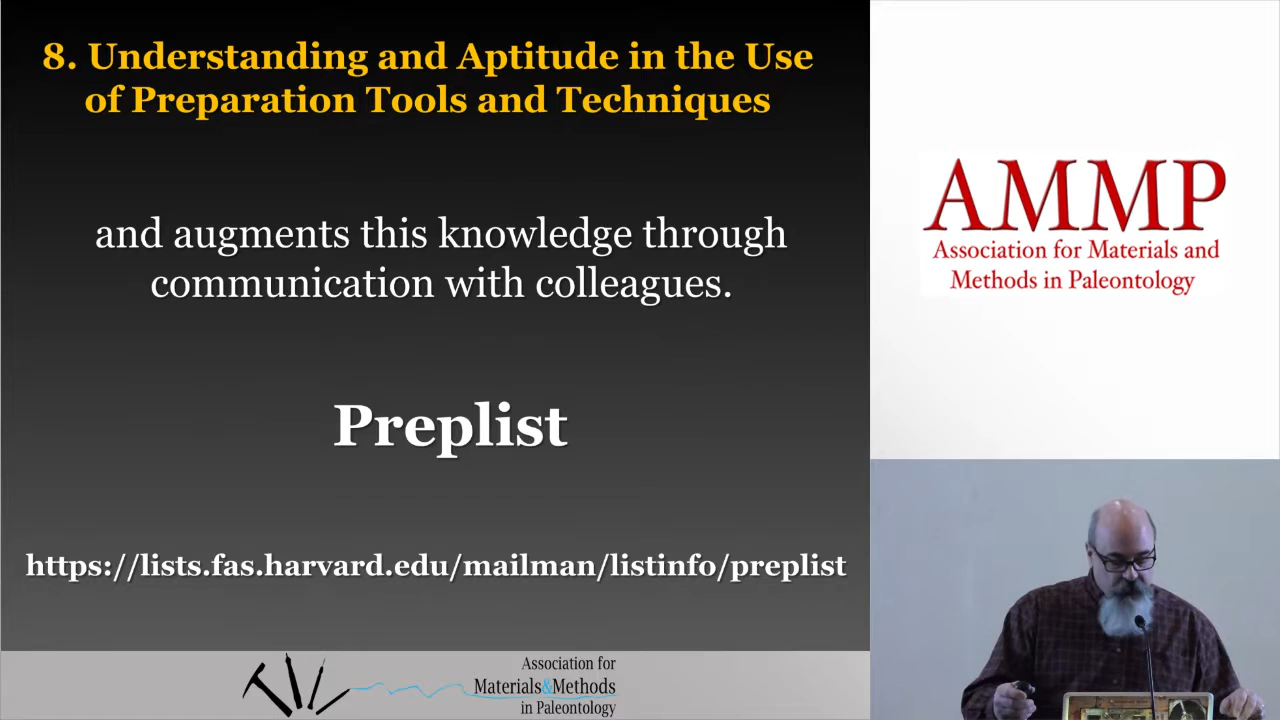 8. Understanding and Aptitude in the Use
of Preparation Tools and Techniques
and augments this knowledge through
communication with colleagues.
Preplist
https://lists.fas.harvard.edu/mailman/listinfo/preplist
Association for
Materials&Methods
in Paleontology
AMMP
Association for Materials and
Methods in Paleontology